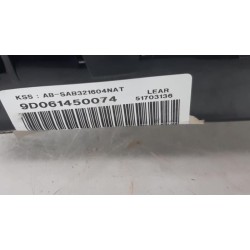 KSS : AB-SAB321604NAT
LEAR
9D061450074
51703136